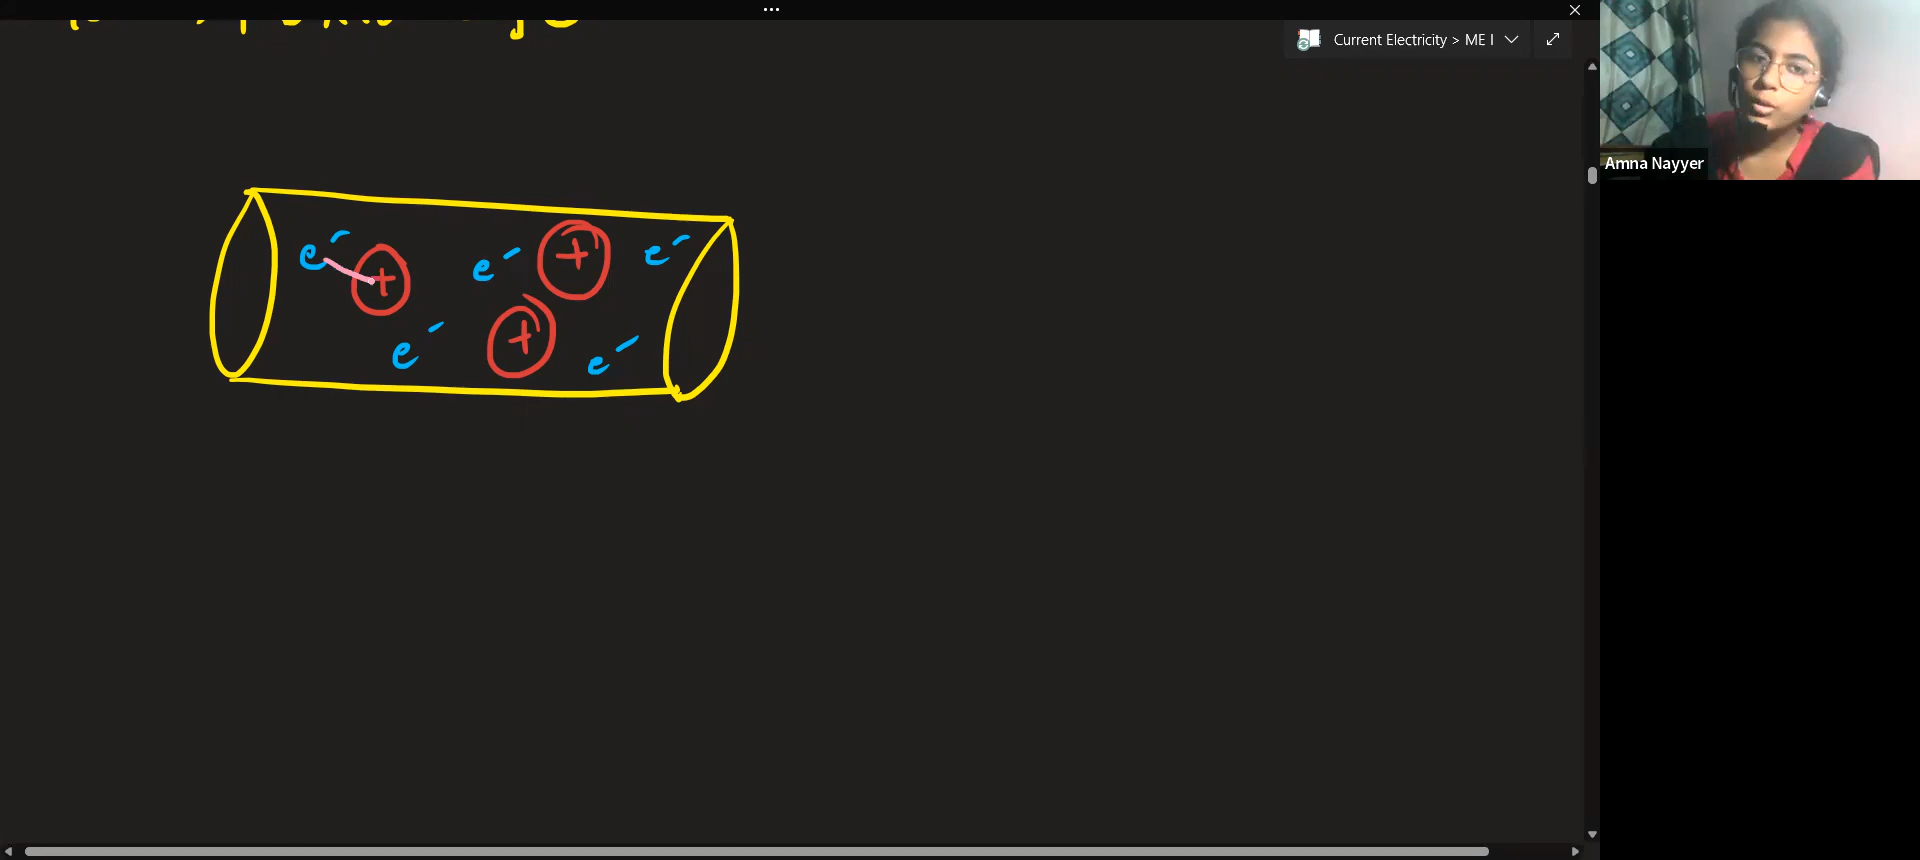 Current Electricity > ME I
Amna Nayyer
e⁻ + e⁻ + e⁻
e⁻ + e⁻